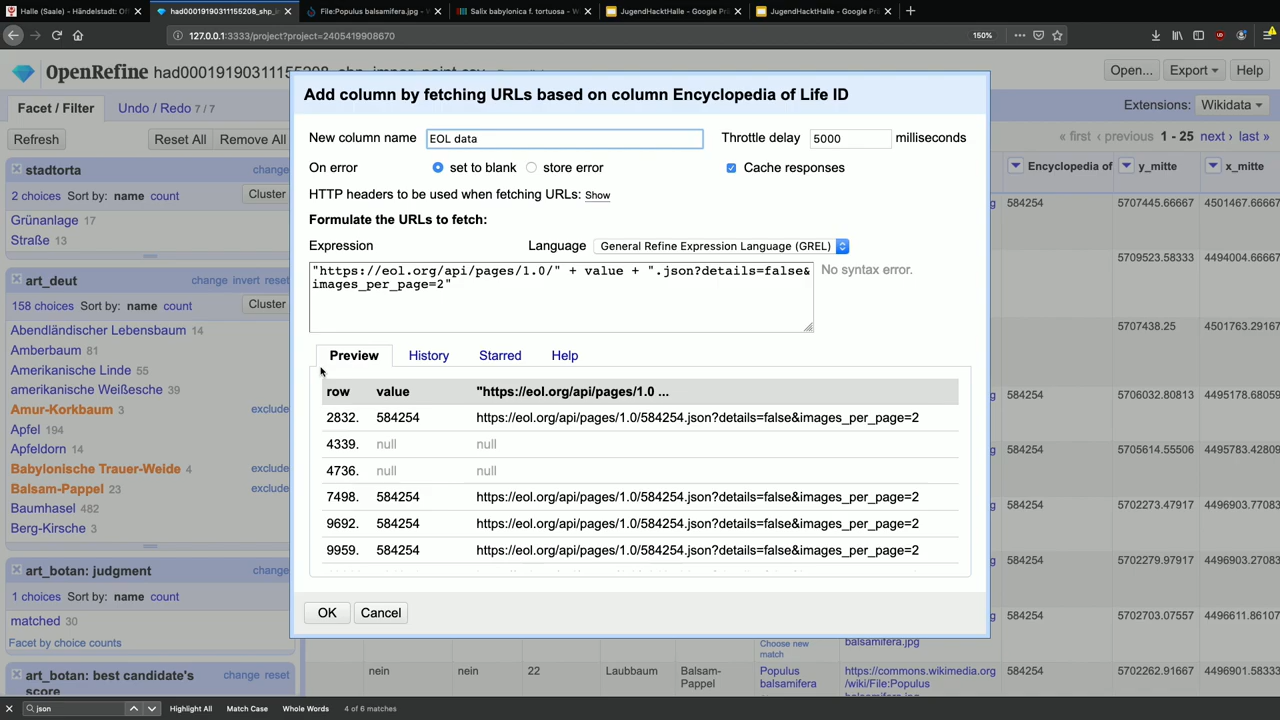 Halle (Saale) - Händelstadt: Of
had00019190311155208_shp_i
File:Populus balsamifera.jpg - W
Salix babylonica f. tortuosa - W
JugendHacktHalle - Google Pr
JugendHacktHalle - Google Pr
127.0.0.1:3333/project?project=2405419908670
150%
OpenRefine
Open...
Export
Help
Facet / Filter
Undo / Redo 7 / 7
Extensions:
Wikidata
Refresh
Reset All
Remove All
« first ‹ previous 1 - 25 next › last »
stadtorta
change
2 choices Sort by: name count
Cluster
Grünanlage 17
Straße 13
art_deut
change invert reset
158 choices Sort by: name count
Cluster
Abendländischer Lebensbaum 14
Amberbaum 81
Amerikanische Linde 55
amerikanische Weißesche 39
Amur-Korkbaum 3
exclude
Apfel 194
Apfeldorn 14
Babylonische Trauer-Weide 4
exclude
Balsam-Pappel 23
exclude
Baumhasel 482
Berg-Kirsche 3
art_botan: judgment
change
1 choices Sort by: name count
matched 30
Facet by choice counts
art_botan: best candidate's
score
change reset
Add column by fetching URLs based on column Encyclopedia of Life ID
New column name
EOL data
Throttle delay
5000
milliseconds
On error
set to blank
store error
Cache responses
HTTP headers to be used when fetching URLs: Show
Formulate the URLs to fetch:
Expression
Language
General Refine Expression Language (GREL)
"https://eol.org/api/pages/1.0/" + value + ".json?details=false&
images_per_page=2"
No syntax error.
Preview
History
Starred
Help
row value "https://eol.org/api/pages/1.0 ...
2832. 584254 https://eol.org/api/pages/1.0/584254.json?details=false&images_per_page=2
4339. null null
4736. null null
7498. 584254 https://eol.org/api/pages/1.0/584254.json?details=false&images_per_page=2
9692. 584254 https://eol.org/api/pages/1.0/584254.json?details=false&images_per_page=2
9959. 584254 https://eol.org/api/pages/1.0/584254.json?details=false&images_per_page=2
OK
Cancel
Encyclopedia of
y_mitte
x_mitte
584254 5707445.66667 4501467.66667
5709523.58333 4494004.66667
5707438.25 4501763.29167
584254 5706032.80813 4495178.68059
584254 5705614.55506 4495783.42809
584254 5702273.47917 4496903.77083
584254 5702279.97917 4496903.27083
584254 5702703.07557 4496611.86107
Choose new
match
balsamifera.jpg
nein nein 22 Laubbaum
Balsam-
Pappel
Populus
balsamifera
https://commons.wikimedia.org
/wiki/File:Populus
584254 5702262.91667 4496901.58333
json
Highlight All
Match Case
Whole Words
4 of 6 matches